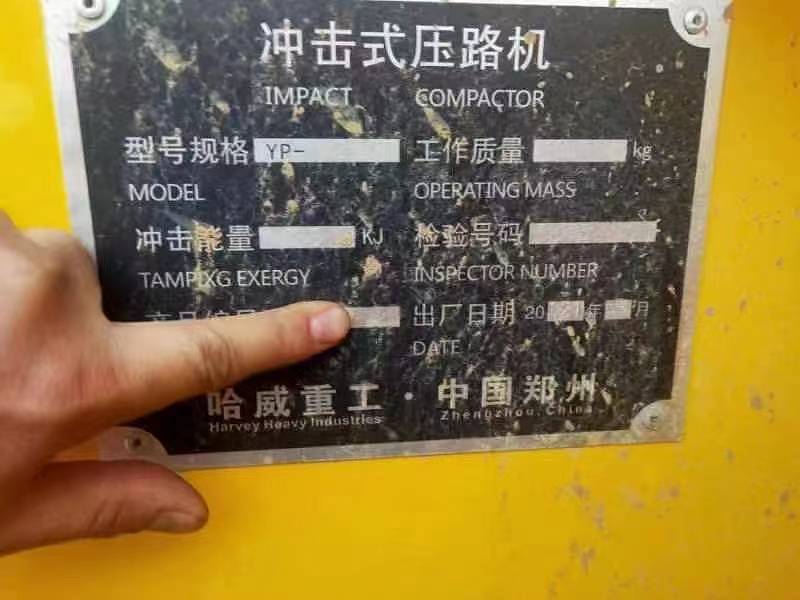 冲击式压路机
IMPACT COMPACTOR
型号规格 YP- 工作质量 kg
MODEL OPERATING MASS
冲击能量 KJ 检验号码
TAMPIXG EXERGY INSPECTOR NUMBER
出厂日期 20 年 月
DATE
哈威重工 · 中国郑州
Harvey Heavy Industries Zhengzhou.China